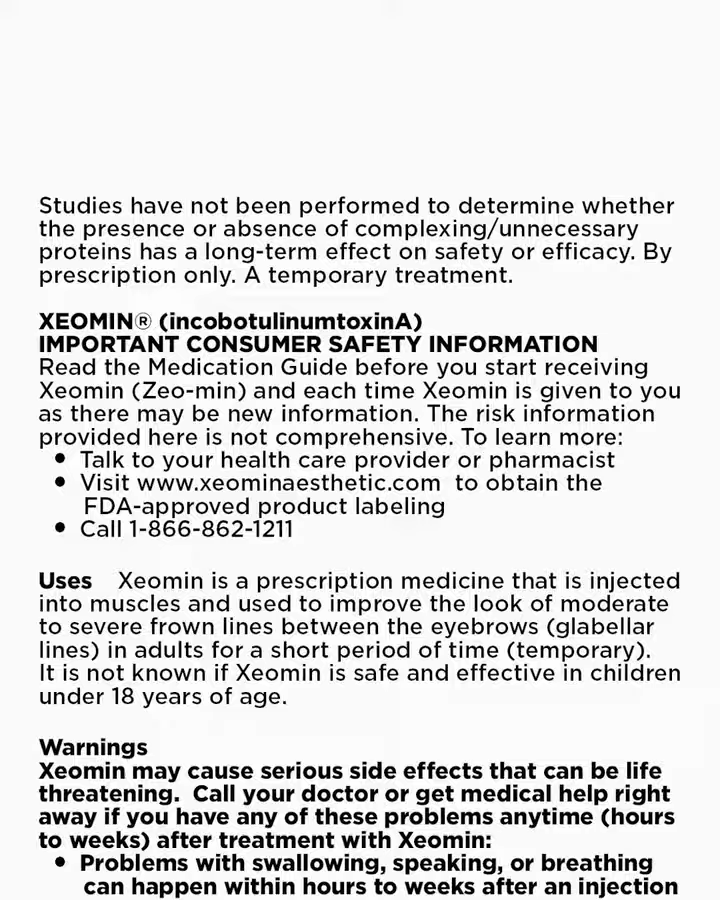 Studies have not been performed to determine whether
the presence or absence of complexing/unnecessary
proteins has a long-term effect on safety or efficacy. By
prescription only. A temporary treatment.
XEOMIN® (incobotulinumtoxinA)
IMPORTANT CONSUMER SAFETY INFORMATION
Read the Medication Guide before you start receiving
Xeomin (Zeo-min) and each time Xeomin is given to you
as there may be new information. The risk information
provided here is not comprehensive. To learn more:
• Talk to your health care provider or pharmacist
• Visit www.xeominaesthetic.com to obtain the
FDA-approved product labeling
• Call 1-866-862-1211
Uses Xeomin is a prescription medicine that is injected
into muscles and used to improve the look of moderate
to severe frown lines between the eyebrows (glabellar
lines) in adults for a short period of time (temporary).
It is not known if Xeomin is safe and effective in children
under 18 years of age.
Warnings
Xeomin may cause serious side effects that can be life
threatening. Call your doctor or get medical help right
away if you have any of these problems anytime (hours
to weeks) after treatment with Xeomin:
• Problems with swallowing, speaking, or breathing
can happen within hours to weeks after an injection